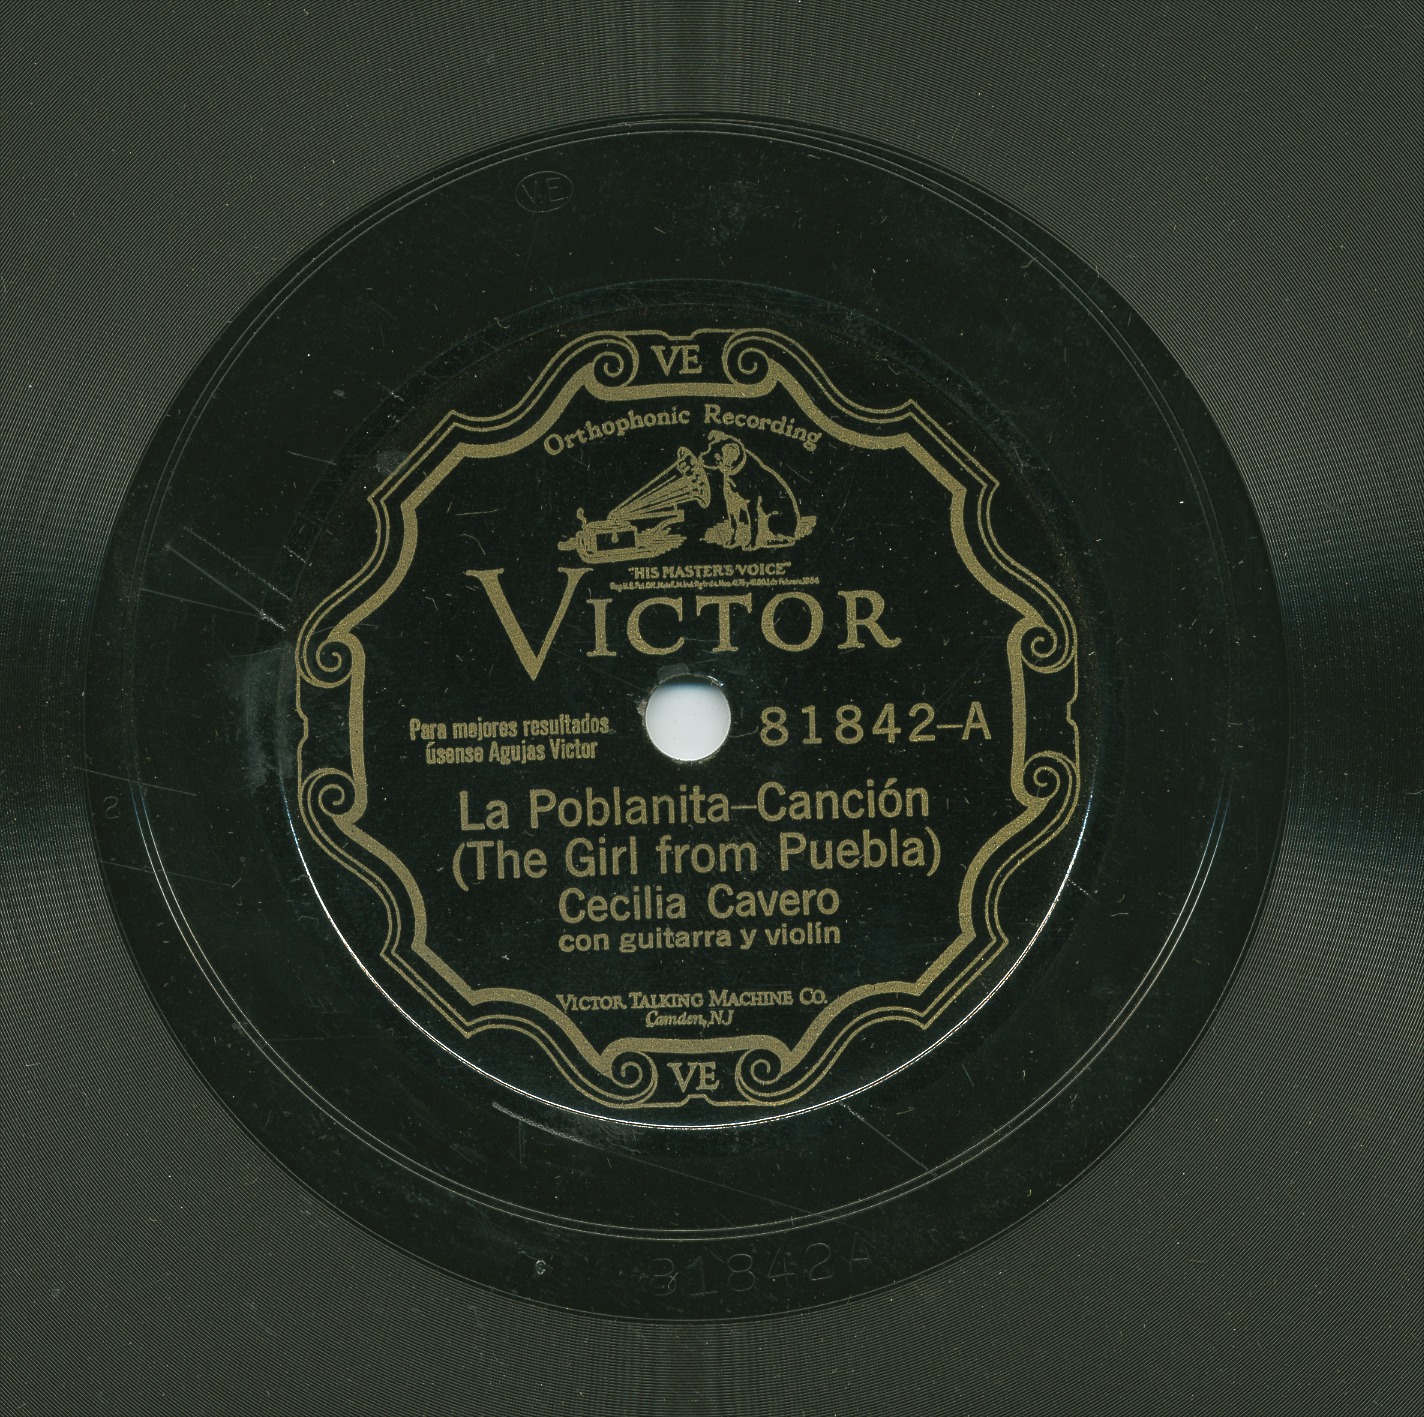 VE
VE
Orthophonic Recording
"HIS MASTER'S VOICE"
VICTOR
Para mejores resultados
úsense Agujas Victor
81842–A
La Poblanita–Canción
(The Girl from Puebla)
Cecilia Cavero
con guitarra y violín
VICTOR TALKING MACHINE CO.
Camden, NJ
VE
S
81842A